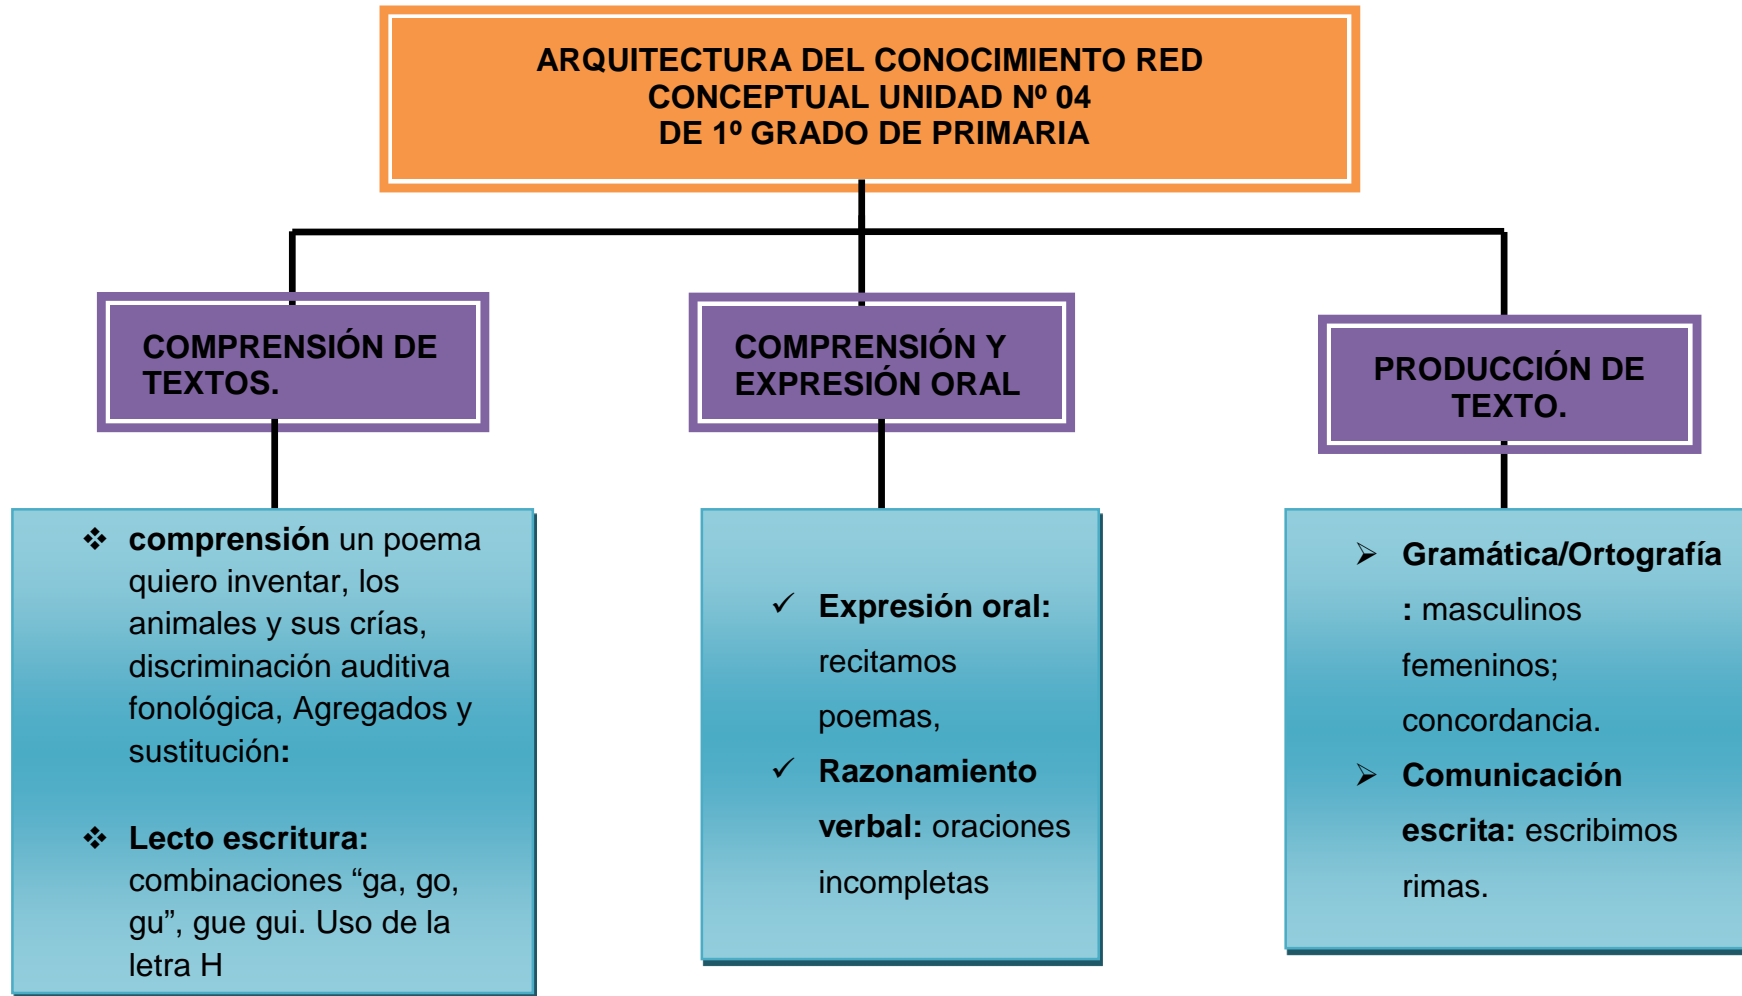 ARQUITECTURA DEL CONOCIMIENTO RED
CONCEPTUAL UNIDAD Nº 04
DE 1º GRADO DE PRIMARIA
COMPRENSIÓN DE
TEXTOS.
COMPRENSIÓN Y
EXPRESIÓN ORAL
PRODUCCIÓN DE
TEXTO.
❖ comprensión un poema
quiero inventar, los
animales y sus crías,
discriminación auditiva
fonológica, Agregados y
sustitución:
❖ Lecto escritura:
combinaciones “ga, go,
gu”, gue gui. Uso de la
letra H
✓ Expresión oral:
recitamos
poemas,
✓ Razonamiento
verbal: oraciones
incompletas
➢ Gramática/Ortografía
: masculinos
femeninos;
concordancia.
➢ Comunicación
escrita: escribimos
rimas.